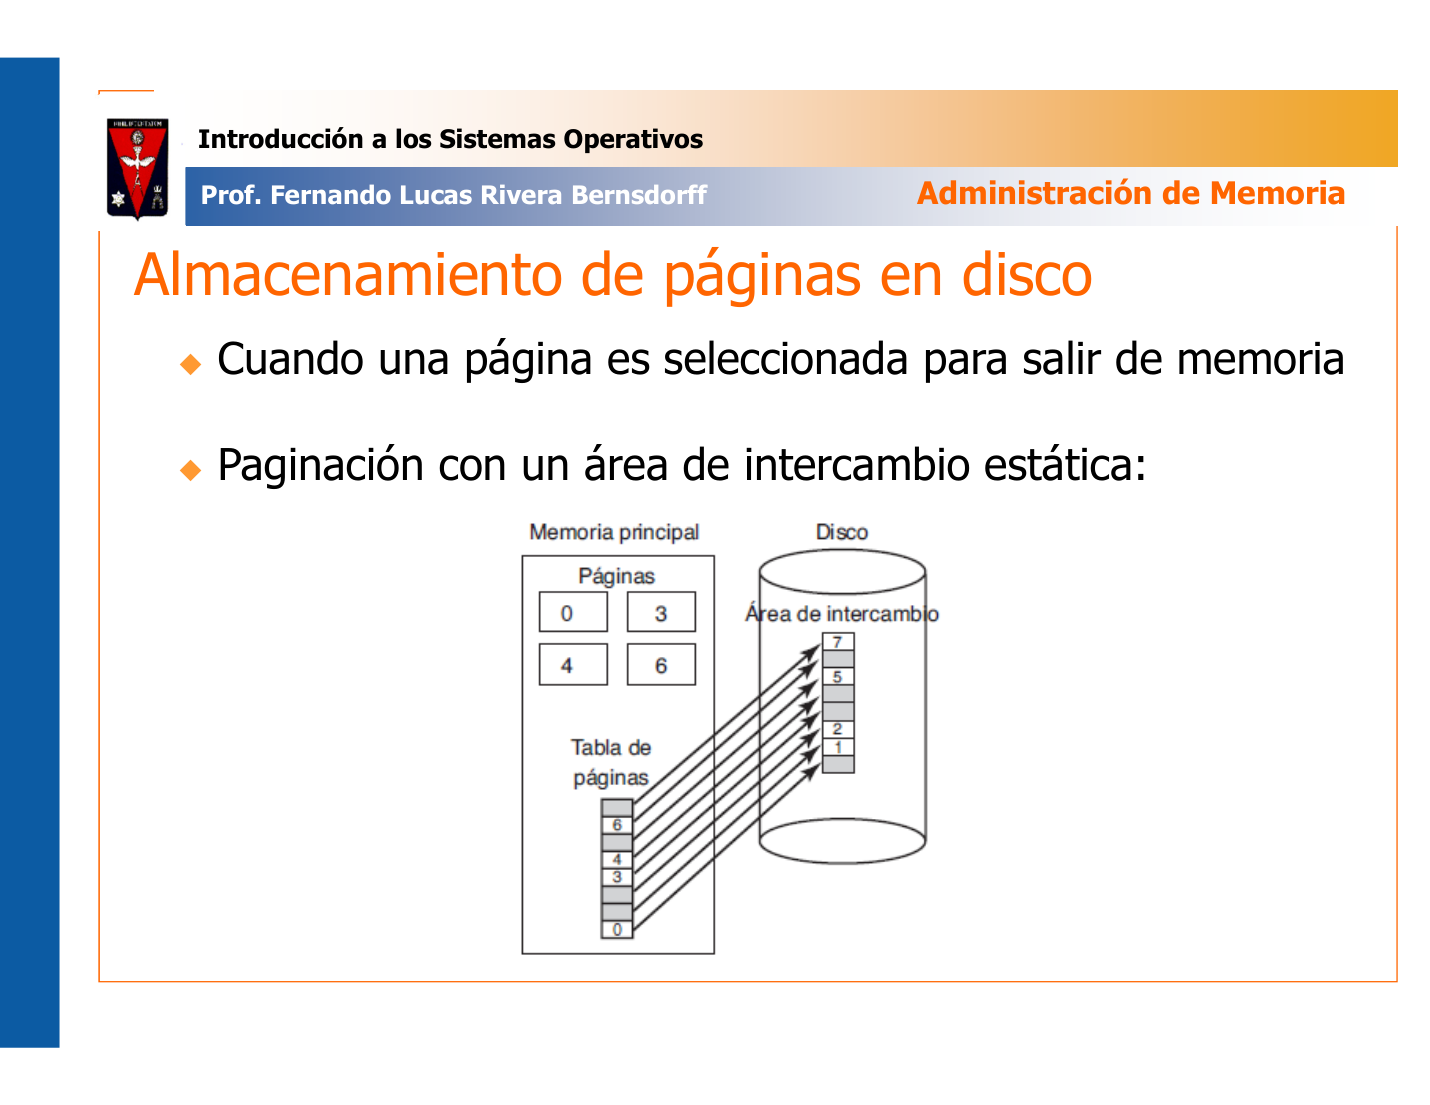 Introducción a los Sistemas Operativos
Prof. Fernando Lucas Rivera Bernsdorff
Administración de Memoria
Almacenamiento de páginas en disco
Cuando una página es seleccionada para salir de memoria
Paginación con un área de intercambio estática:
Memoria principal
Disco
Páginas
0 3
4 6
Área de intercambio
7
5
2
1
Tabla de
páginas
6
4
3
0